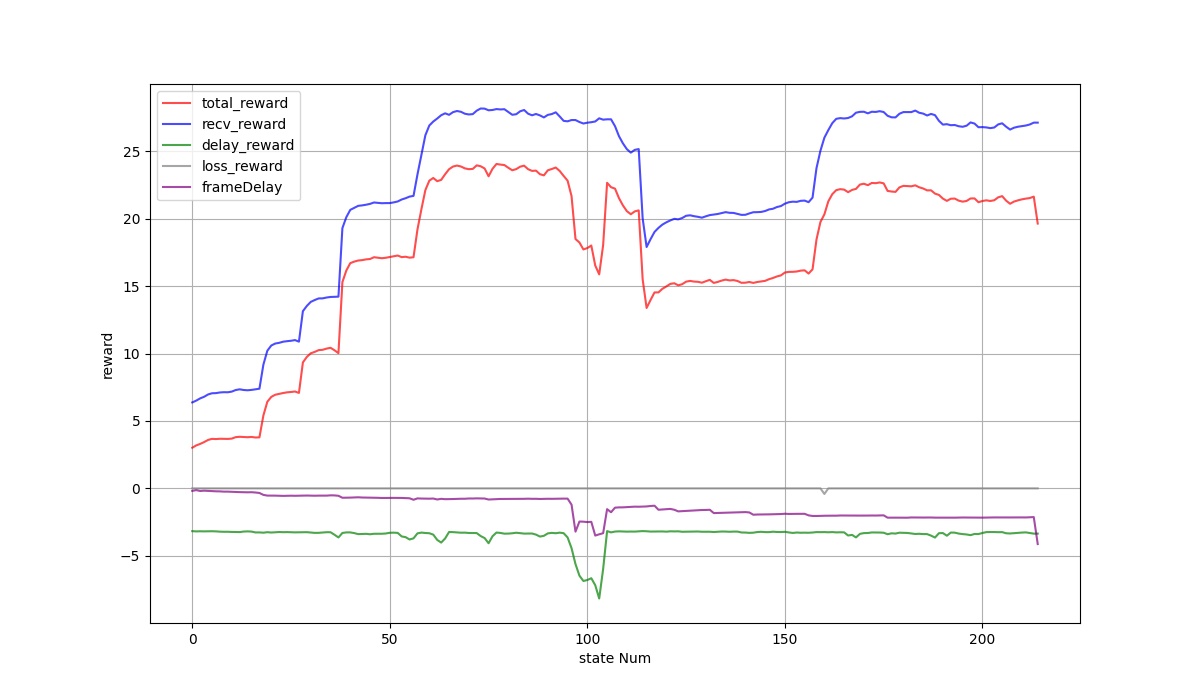 total_reward
recv_reward
delay_reward
loss_reward
frameDelay
25
20
15
10
5
0
−5
reward
0 50 100 150 200
state Num